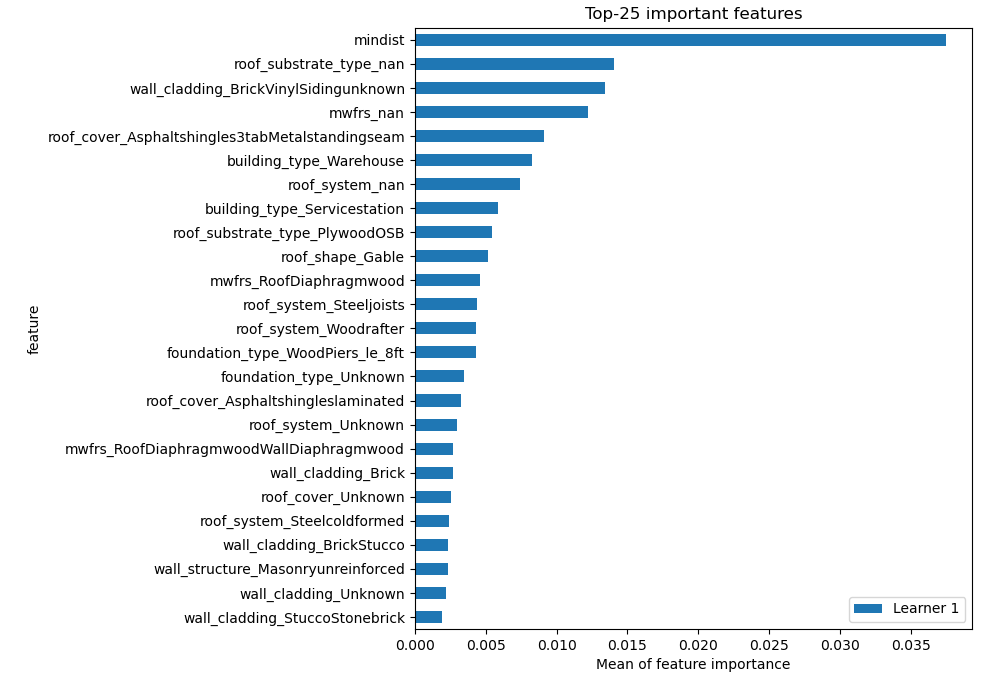 Top-25 important features
mindist
roof_substrate_type_nan
wall_cladding_BrickVinylSidingunknown
mwfrs_nan
roof_cover_Asphaltshingles3tabMetalstandingseam
building_type_Warehouse
roof_system_nan
building_type_Servicestation
roof_substrate_type_PlywoodOSB
roof_shape_Gable
mwfrs_RoofDiaphragmwood
roof_system_Steeljoists
roof_system_Woodrafter
foundation_type_WoodPiers_le_8ft
foundation_type_Unknown
roof_cover_Asphaltshingleslaminated
roof_system_Unknown
mwfrs_RoofDiaphragmwoodWallDiaphragmwood
wall_cladding_Brick
roof_cover_Unknown
roof_system_Steelcoldformed
wall_cladding_BrickStucco
wall_structure_Masonryunreinforced
wall_cladding_Unknown
wall_cladding_StuccoStonebrick
feature
Learner 1
0.000 0.005 0.010 0.015 0.020 0.025 0.030 0.035
Mean of feature importance